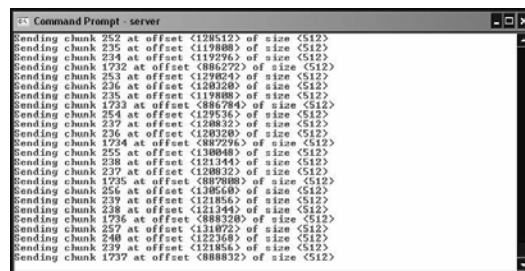 Command Prompt - server
Sending chunk 252 at offset <128512> of size <512>
Sending chunk 235 at offset <119808> of size <512>
Sending chunk 234 at offset <119296> of size <512>
Sending chunk 1732 at offset <886272> of size <512>
Sending chunk 253 at offset <129024> of size <512>
Sending chunk 236 at offset <120320> of size <512>
Sending chunk 235 at offset <119808> of size <512>
Sending chunk 1733 at offset <886784> of size <512>
Sending chunk 254 at offset <129536> of size <512>
Sending chunk 237 at offset <120832> of size <512>
Sending chunk 236 at offset <120320> of size <512>
Sending chunk 1734 at offset <887296> of size <512>
Sending chunk 255 at offset <130048> of size <512>
Sending chunk 238 at offset <121344> of size <512>
Sending chunk 237 at offset <120832> of size <512>
Sending chunk 1735 at offset <887808> of size <512>
Sending chunk 256 at offset <130560> of size <512>
Sending chunk 239 at offset <121856> of size <512>
Sending chunk 238 at offset <121344> of size <512>
Sending chunk 1736 at offset <888320> of size <512>
Sending chunk 257 at offset <131072> of size <512>
Sending chunk 240 at offset <122368> of size <512>
Sending chunk 239 at offset <121856> of size <512>
Sending chunk 1737 at offset <888832> of size <512>